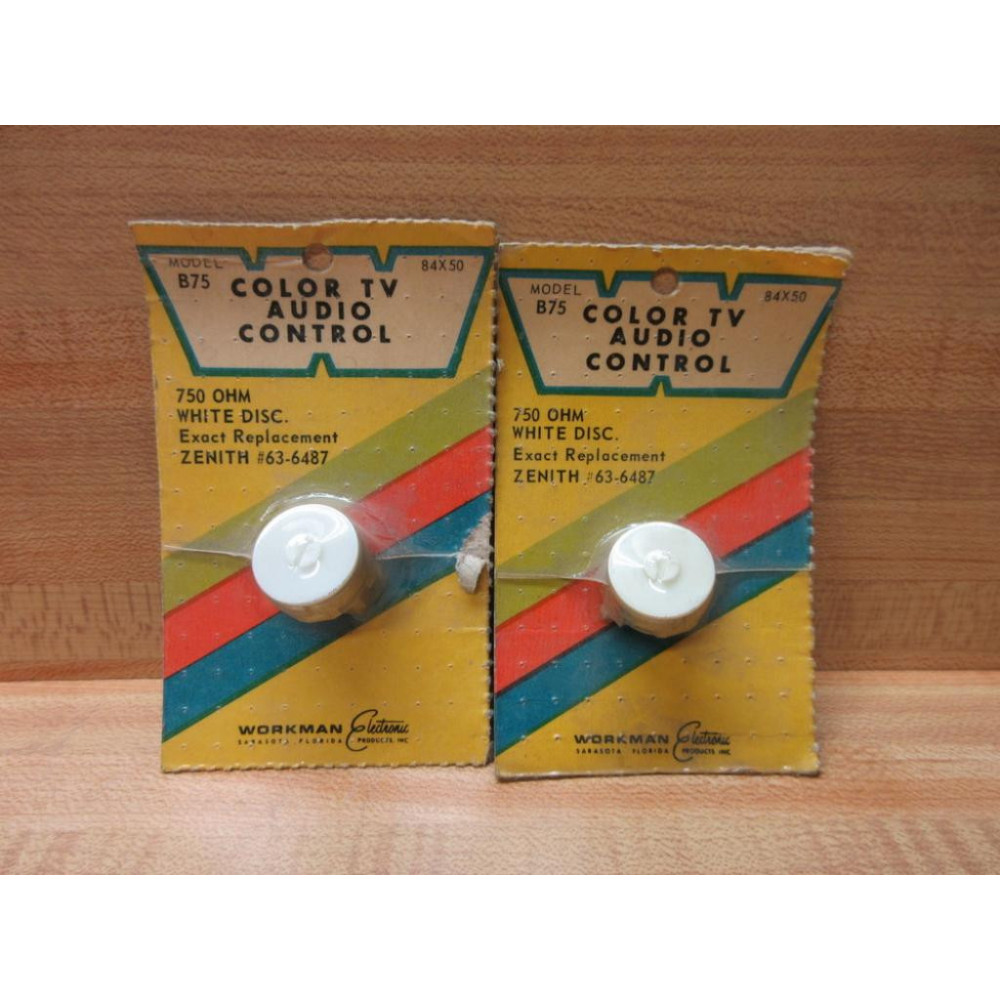 MODEL
B75
84X50
COLOR TV
AUDIO
CONTROL
750 OHM
WHITE DISC.
Exact Replacement
ZENITH #63-6487
WORKMAN Electronic
SARASOTA, FLORIDA PRODUCTS, INC.
MODEL
B75
84X50
COLOR TV
AUDIO
CONTROL
750 OHM
WHITE DISC.
Exact Replacement
ZENITH #63-6487
WORKMAN Electronic
SARASOTA, FLORIDA PRODUCTS, INC.